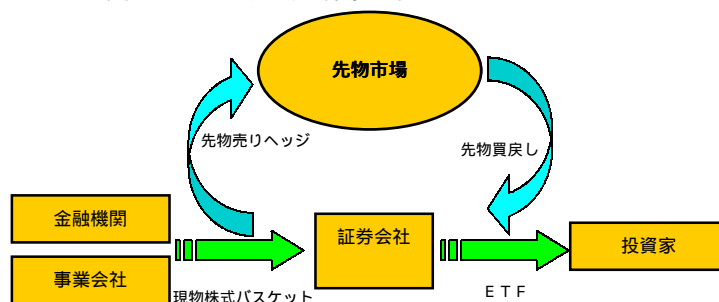 先物市場
先物売りヘッジ
先物買戻し
金融機関
証券会社
投資家
事業会社
現物株式バスケット
ＥＴＦ